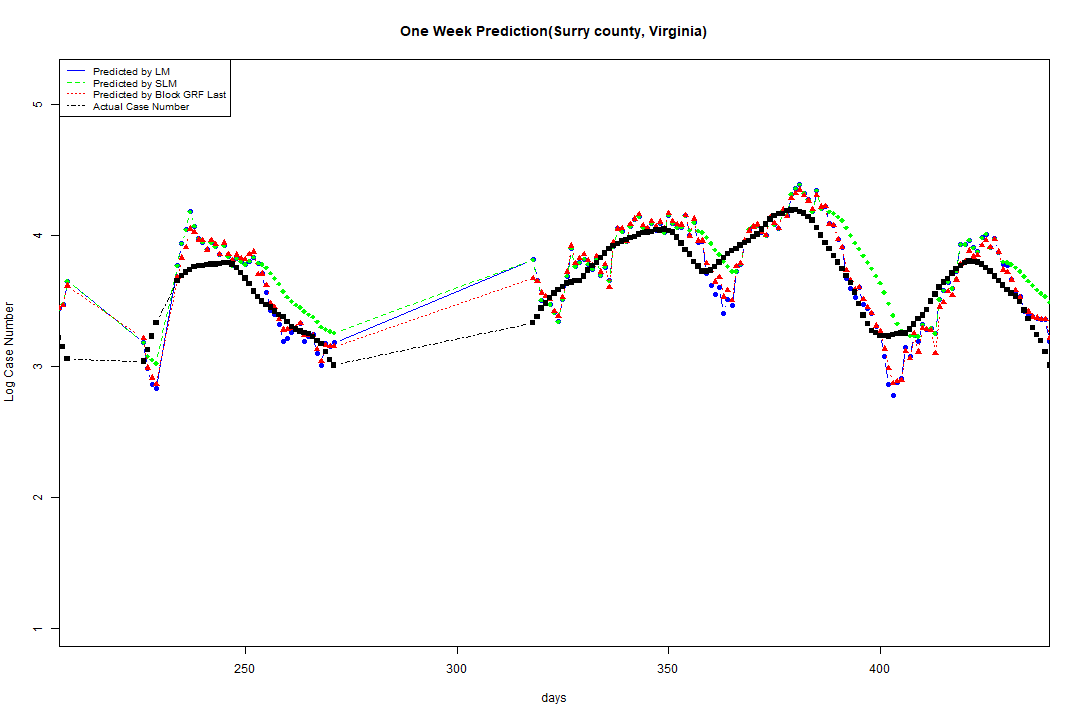 One Week Prediction(Surry county, Virginia)
Predicted by LM
Predicted by SLM
Predicted by Block GRF Last
Actual Case Number
5
4
3
2
1
Log Case Number
250 300 350 400
days